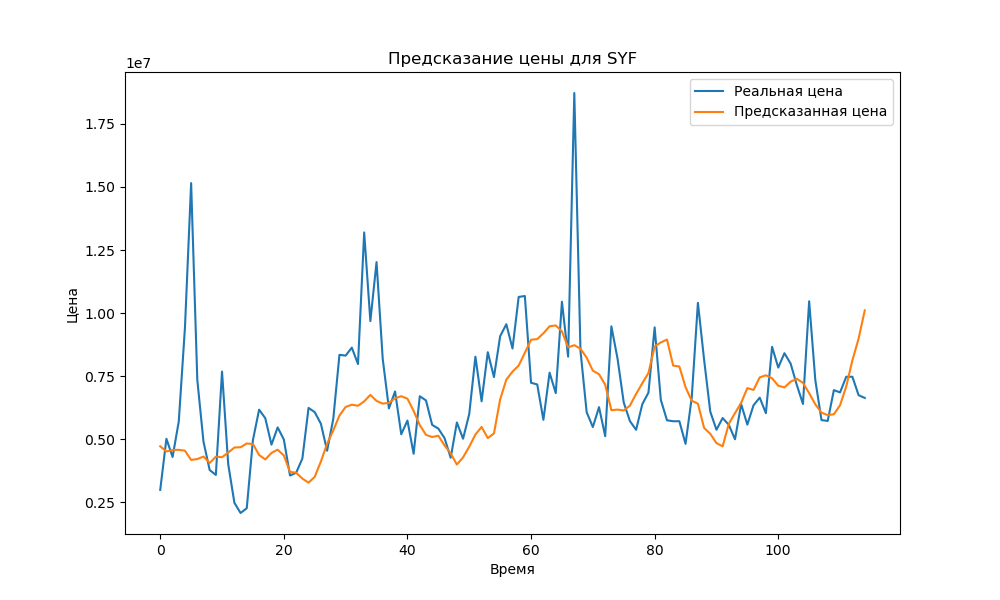 Предсказание цены для SYF
1e7
Реальная цена
Предсказанная цена
1.75
1.50
1.25
1.00
0.75
0.50
0.25
Цена
0 20 40 60 80 100
Время